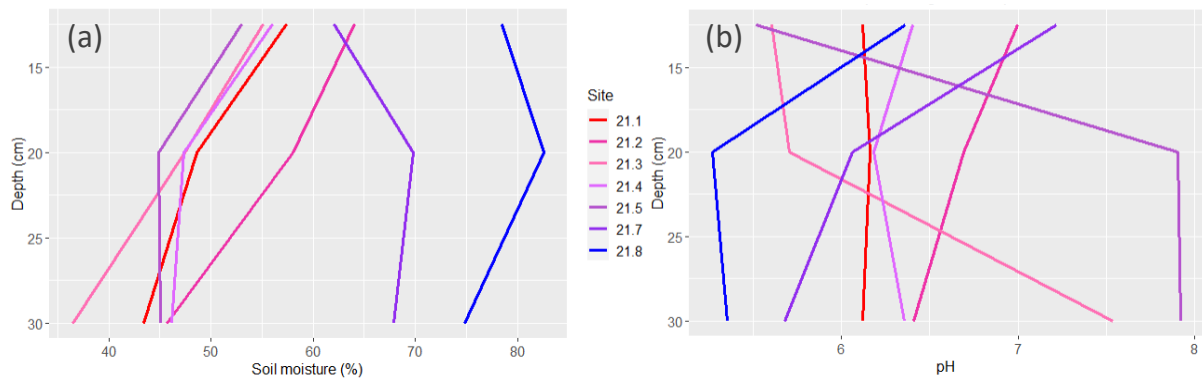 (a)
15
20
25
30
Depth (cm)
40 50 60 70 80
Soil moisture (%)
Site
21.1
21.2
21.3
21.4
21.5
21.7
21.8
(b)
15
20
25
30
Depth (cm)
6 7 8
pH